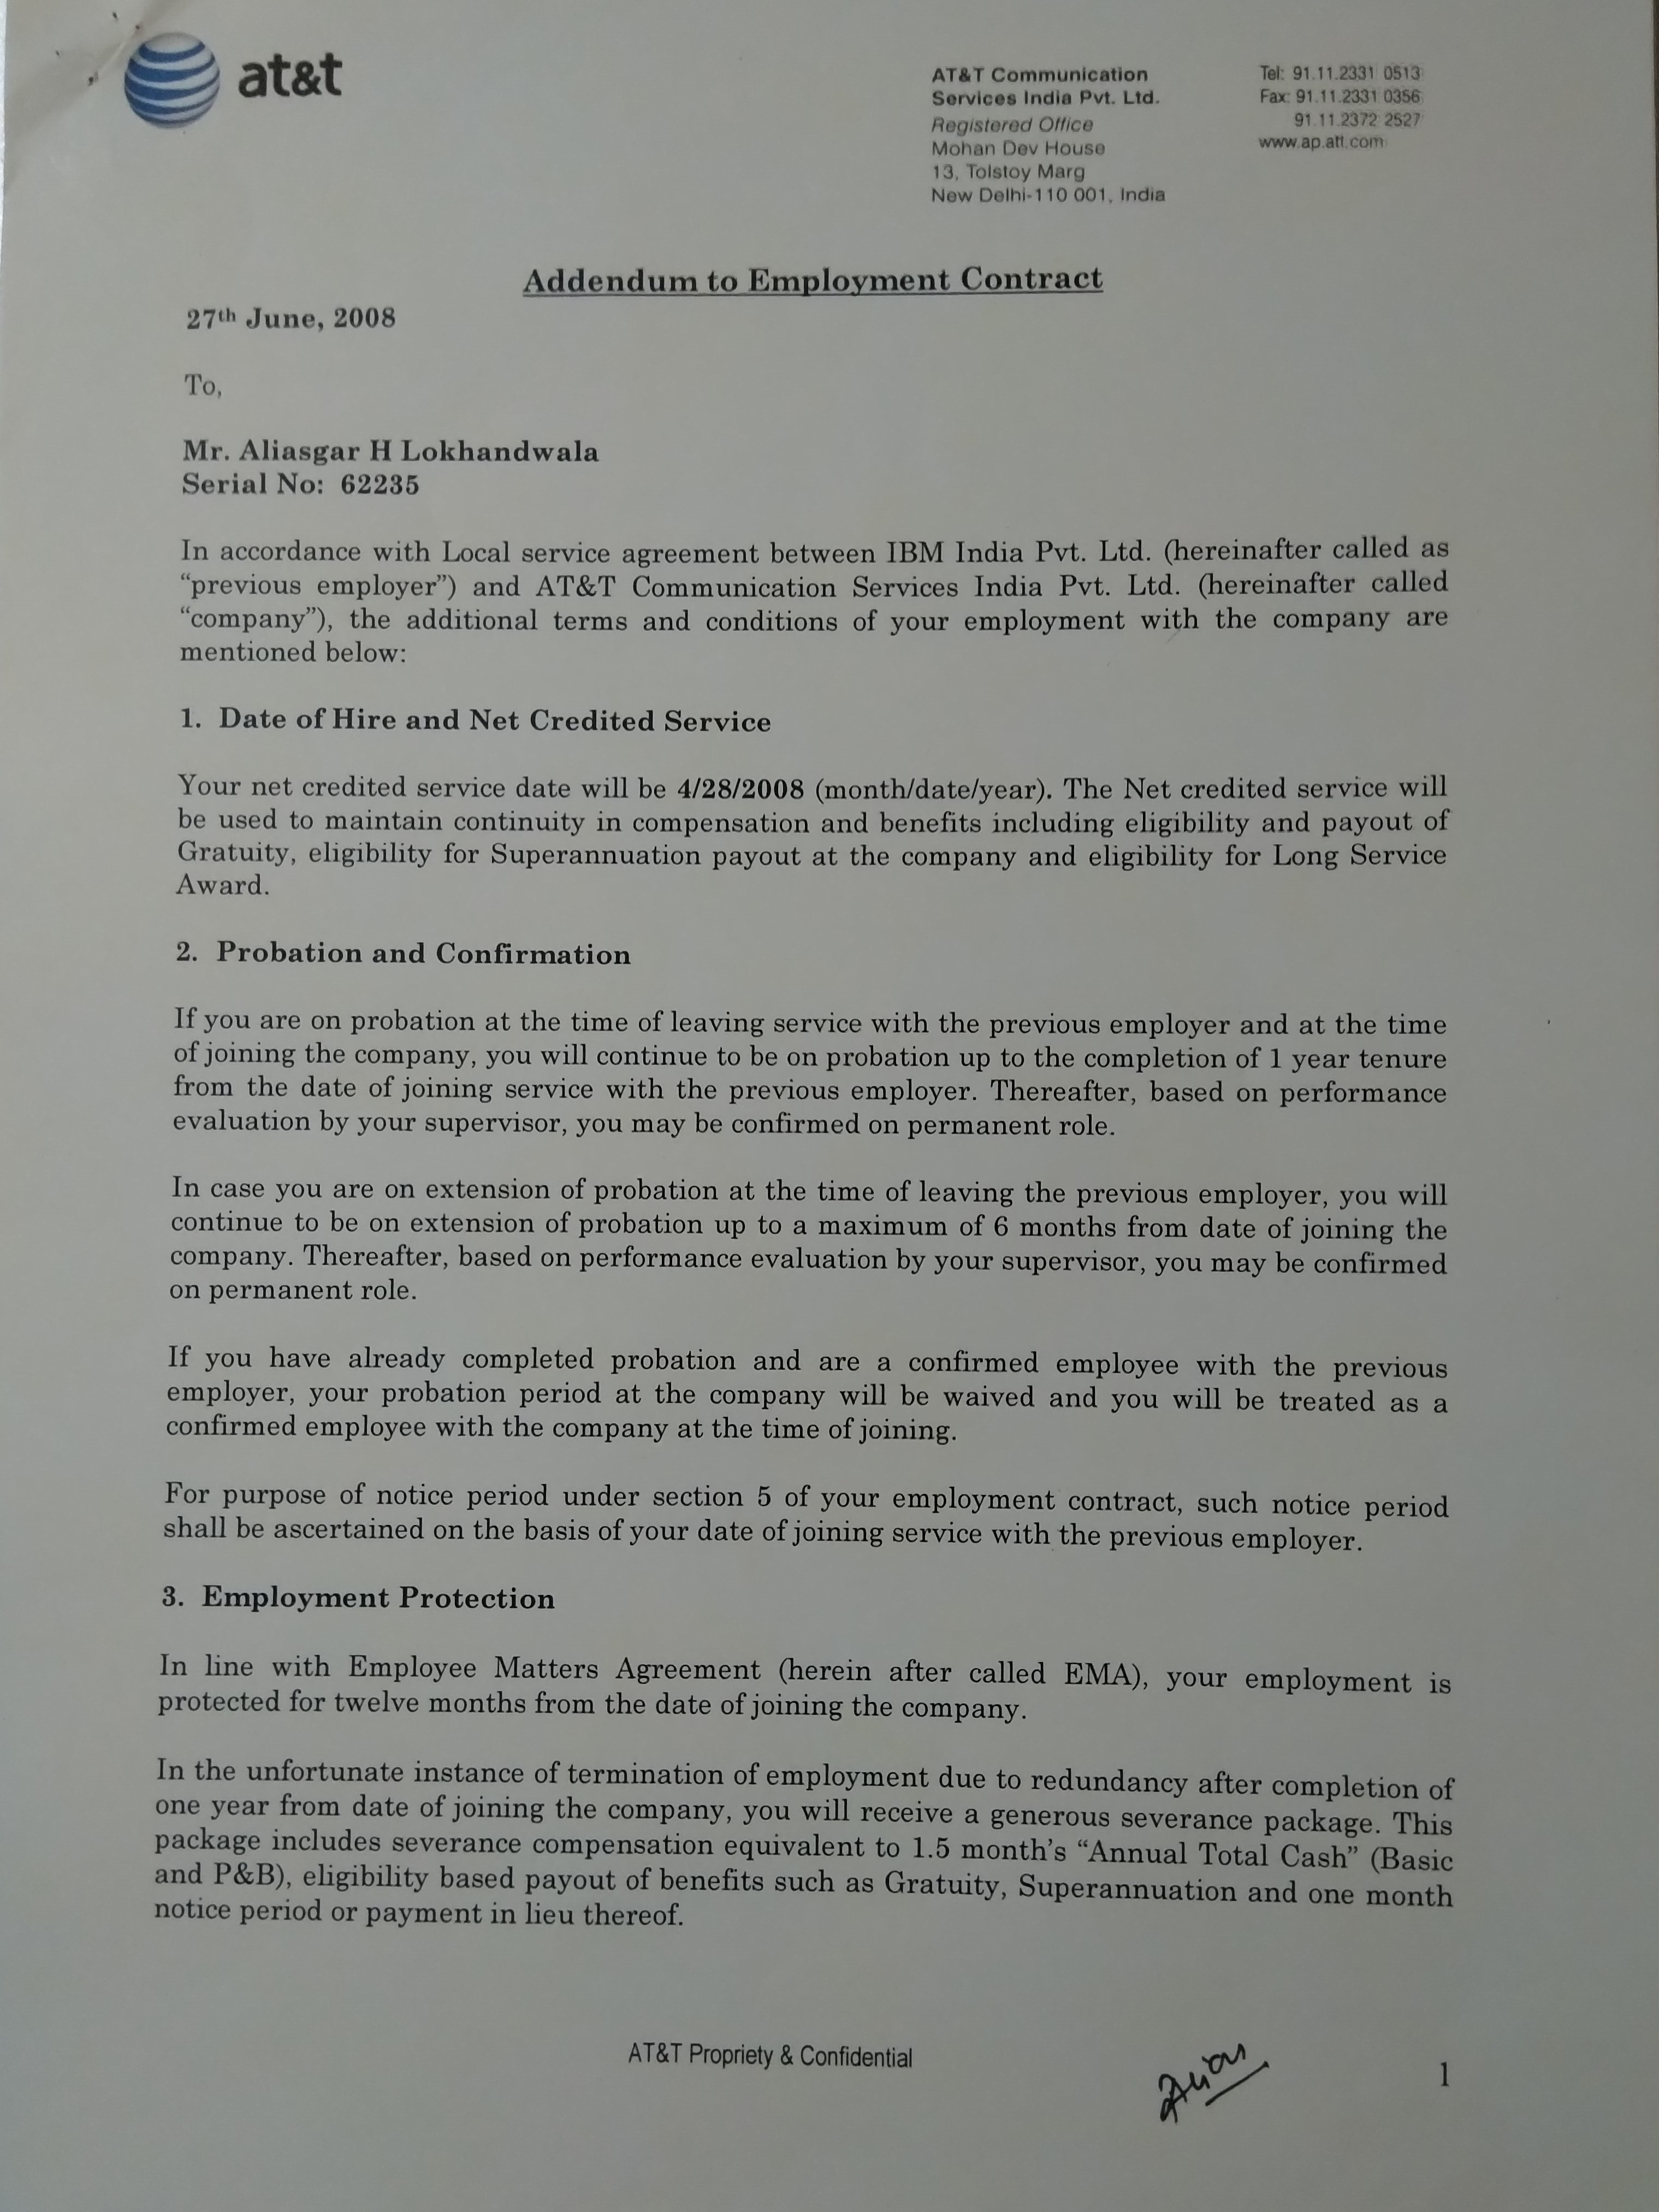 at&t
AT&T Communication
Services India Pvt. Ltd.
Registered Office
Mohan Dev House
13, Tolstoy Marg
New Delhi-110 001, India
Tel: 91.11.2331 0513
Fax: 91.11.2331 0356
91.11.2372 2527
www.ap.att.com
Addendum to Employment Contract
27th June, 2008
To,
Mr. Aliasgar H Lokhandwala
Serial No: 62235
In accordance with Local service agreement between IBM India Pvt. Ltd. (hereinafter called as
“previous employer”) and AT&T Communication Services India Pvt. Ltd. (hereinafter called
“company”), the additional terms and conditions of your employment with the company are
mentioned below:
1. Date of Hire and Net Credited Service
Your net credited service date will be 4/28/2008 (month/date/year). The Net credited service will
be used to maintain continuity in compensation and benefits including eligibility and payout of
Gratuity, eligibility for Superannuation payout at the company and eligibility for Long Service
Award.
2. Probation and Confirmation
If you are on probation at the time of leaving service with the previous employer and at the time
of joining the company, you will continue to be on probation up to the completion of 1 year tenure
from the date of joining service with the previous employer. Thereafter, based on performance
evaluation by your supervisor, you may be confirmed on permanent role.
In case you are on extension of probation at the time of leaving the previous employer, you will
continue to be on extension of probation up to a maximum of 6 months from date of joining the
company. Thereafter, based on performance evaluation by your supervisor, you may be confirmed
on permanent role.
If you have already completed probation and are a confirmed employee with the previous
employer, your probation period at the company will be waived and you will be treated as a
confirmed employee with the company at the time of joining.
For purpose of notice period under section 5 of your employment contract, such notice period
shall be ascertained on the basis of your date of joining service with the previous employer.
3. Employment Protection
In line with Employee Matters Agreement (herein after called EMA), your employment is
protected for twelve months from the date of joining the company.
In the unfortunate instance of termination of employment due to redundancy after completion of
one year from date of joining the company, you will receive a generous severance package. This
package includes severance compensation equivalent to 1.5 month’s “Annual Total Cash” (Basic
and P&B), eligibility based payout of benefits such as Gratuity, Superannuation and one month
notice period or payment in lieu thereof.
AT&T Propriety & Confidential
1